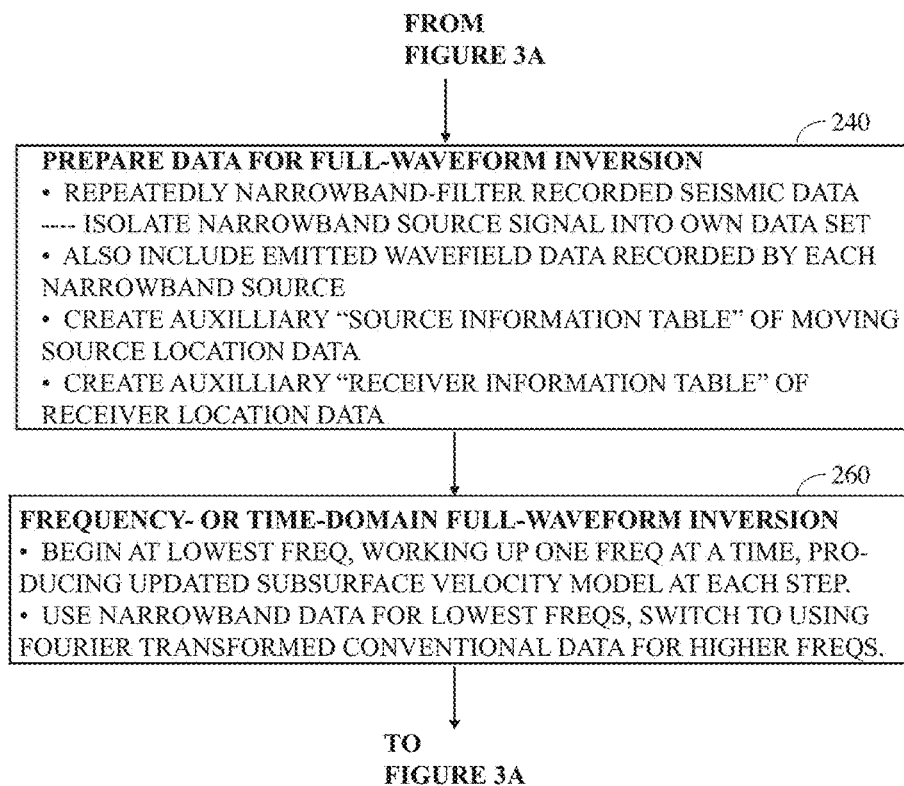 FROM
FIGURE 3A
240
PREPARE DATA FOR FULL-WAVEFORM INVERSION
• REPEATEDLY NARROWBAND-FILTER RECORDED SEISMIC DATA
---- ISOLATE NARROWBAND SOURCE SIGNAL INTO OWN DATA SET
• ALSO INCLUDE EMITTED WAVEFIELD DATA RECORDED BY EACH
NARROWBAND SOURCE
• CREATE AUXILLIARY “SOURCE INFORMATION TABLE” OF MOVING
SOURCE LOCATION DATA
• CREATE AUXILLIARY “RECEIVER INFORMATION TABLE” OF
RECEIVER LOCATION DATA
260
FREQUENCY- OR TIME-DOMAIN FULL-WAVEFORM INVERSION
• BEGIN AT LOWEST FREQ, WORKING UP ONE FREQ AT A TIME, PRO-
DUCING UPDATED SUBSURFACE VELOCITY MODEL AT EACH STEP.
• USE NARROWBAND DATA FOR LOWEST FREQS, SWITCH TO USING
FOURIER TRANSFORMED CONVENTIONAL DATA FOR HIGHER FREQS.
TO
FIGURE 3A